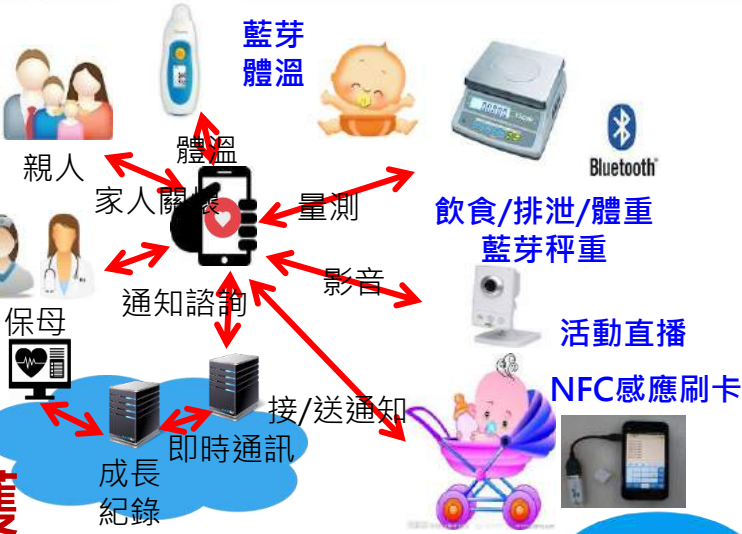 藍芽
體溫
親人
體溫
家人關懷
量測
Bluetooth
飲食/排泄/體重
藍芽秤重
影音
通知諮詢
保母
活動直播
NFC感應刷卡
接/送通知
即時通訊
成長
紀錄
護